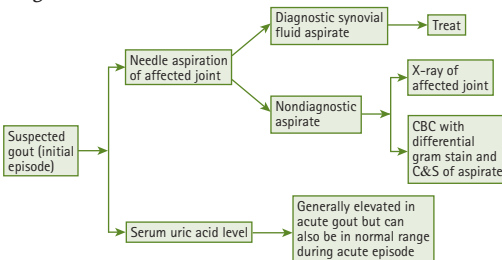 Diagnostic synovial
fluid aspirate
Treat
Needle aspiration
of affected joint
X-ray of
affected joint
Nondiagnostic
aspirate
CBC with
differential
gram stain and
C&S of aspirate
Suspected
gout (initial
episode)
Serum uric acid level
Generally elevated in
acute gout but can
also be in normal range
during acute episode